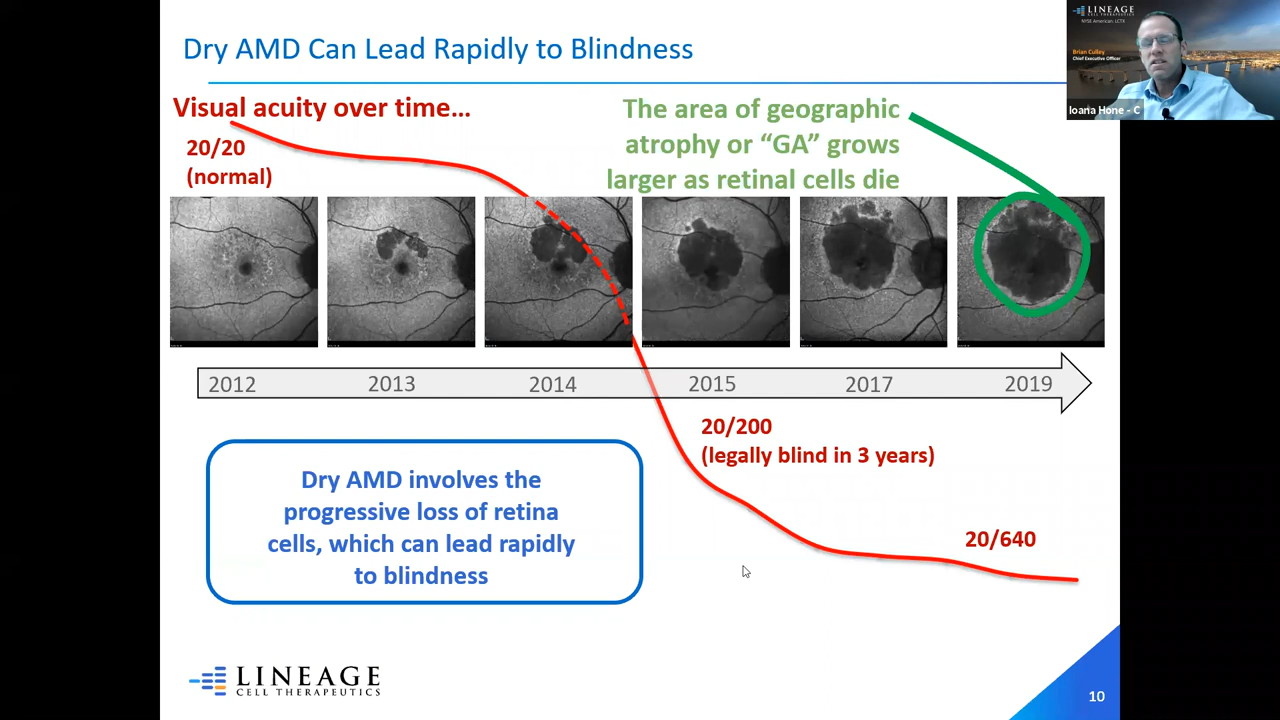 Dry AMD Can Lead Rapidly to Blindness
LINEAGE
CELL THERAPEUTICS
NYSE American: LCTX
Brian Culley
Chief Executive Officer
Ioana Hone - C
Visual acuity over time…
20/20
(normal)
The area of geographic
atrophy or “GA” grows
larger as retinal cells die
2012 2013 2014 2015 2017 2019
20/200
(legally blind in 3 years)
20/640
Dry AMD involves the
progressive loss of retina
cells, which can lead rapidly
to blindness
LINEAGE
CELL THERAPEUTICS
10